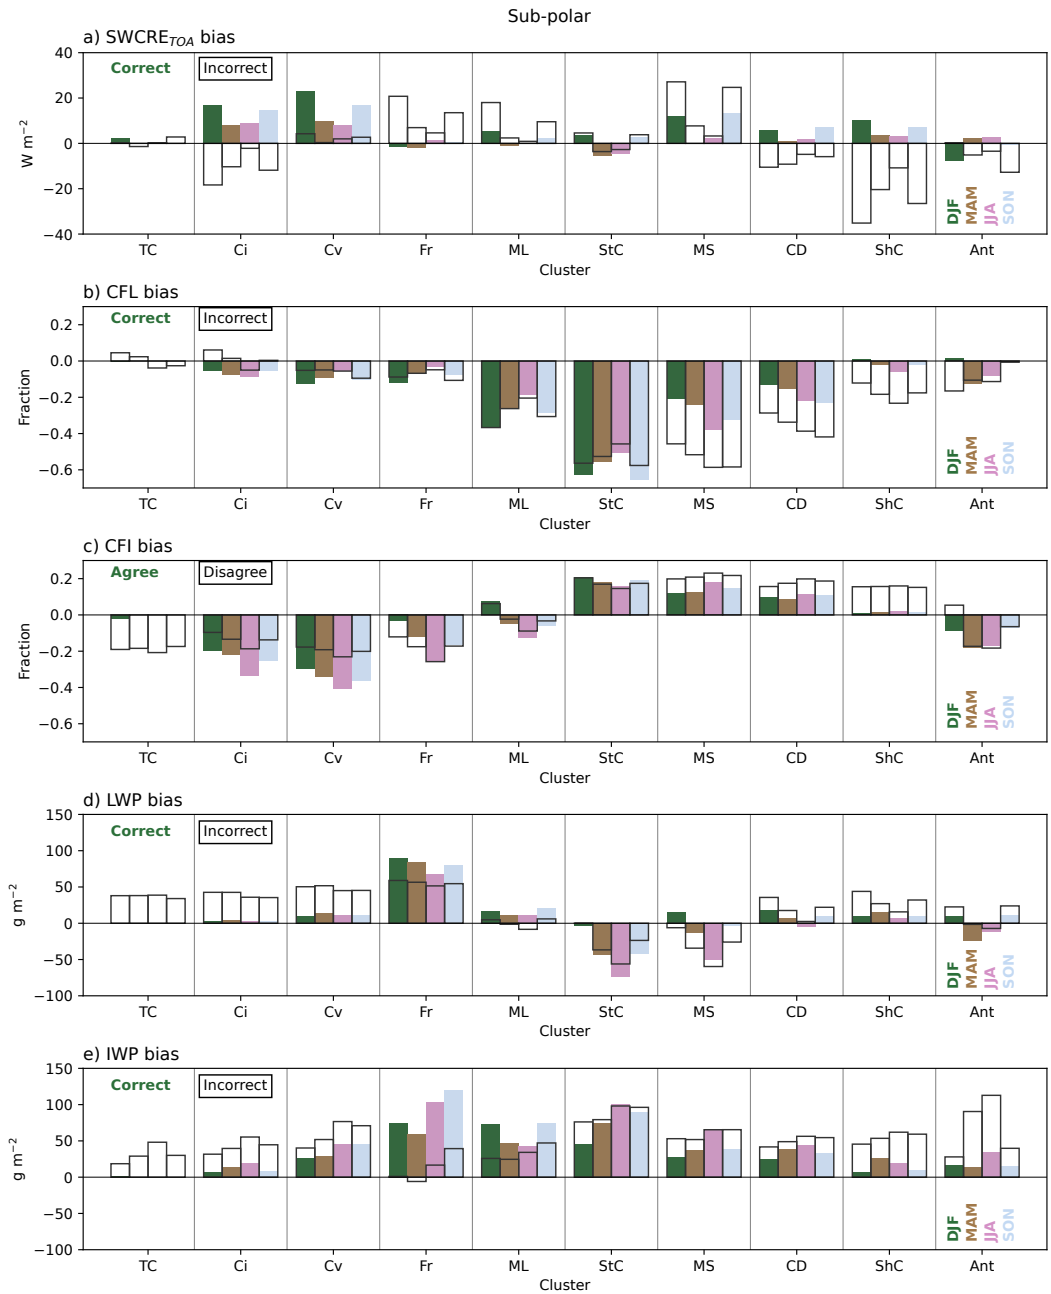 Sub-polar
a) SWCRE_TOA bias
Correct Incorrect
40
20
0
−20
−40
W m⁻²
DJF
MAM
JJA
SON
TC Ci Cv Fr ML StC MS CD ShC Ant
Cluster
b) CFL bias
Correct Incorrect
0.2
0.0
−0.2
−0.4
−0.6
Fraction
DJF
MAM
JJA
SON
TC Ci Cv Fr ML StC MS CD ShC Ant
Cluster
c) CFI bias
Agree Disagree
0.2
0.0
−0.2
−0.4
−0.6
Fraction
DJF
MAM
JJA
SON
TC Ci Cv Fr ML StC MS CD ShC Ant
Cluster
d) LWP bias
Correct Incorrect
150
100
50
0
−50
−100
g m⁻²
DJF
MAM
JJA
SON
TC Ci Cv Fr ML StC MS CD ShC Ant
Cluster
e) IWP bias
Correct Incorrect
150
100
50
0
−50
−100
g m⁻²
DJF
MAM
JJA
SON
TC Ci Cv Fr ML StC MS CD ShC Ant
Cluster